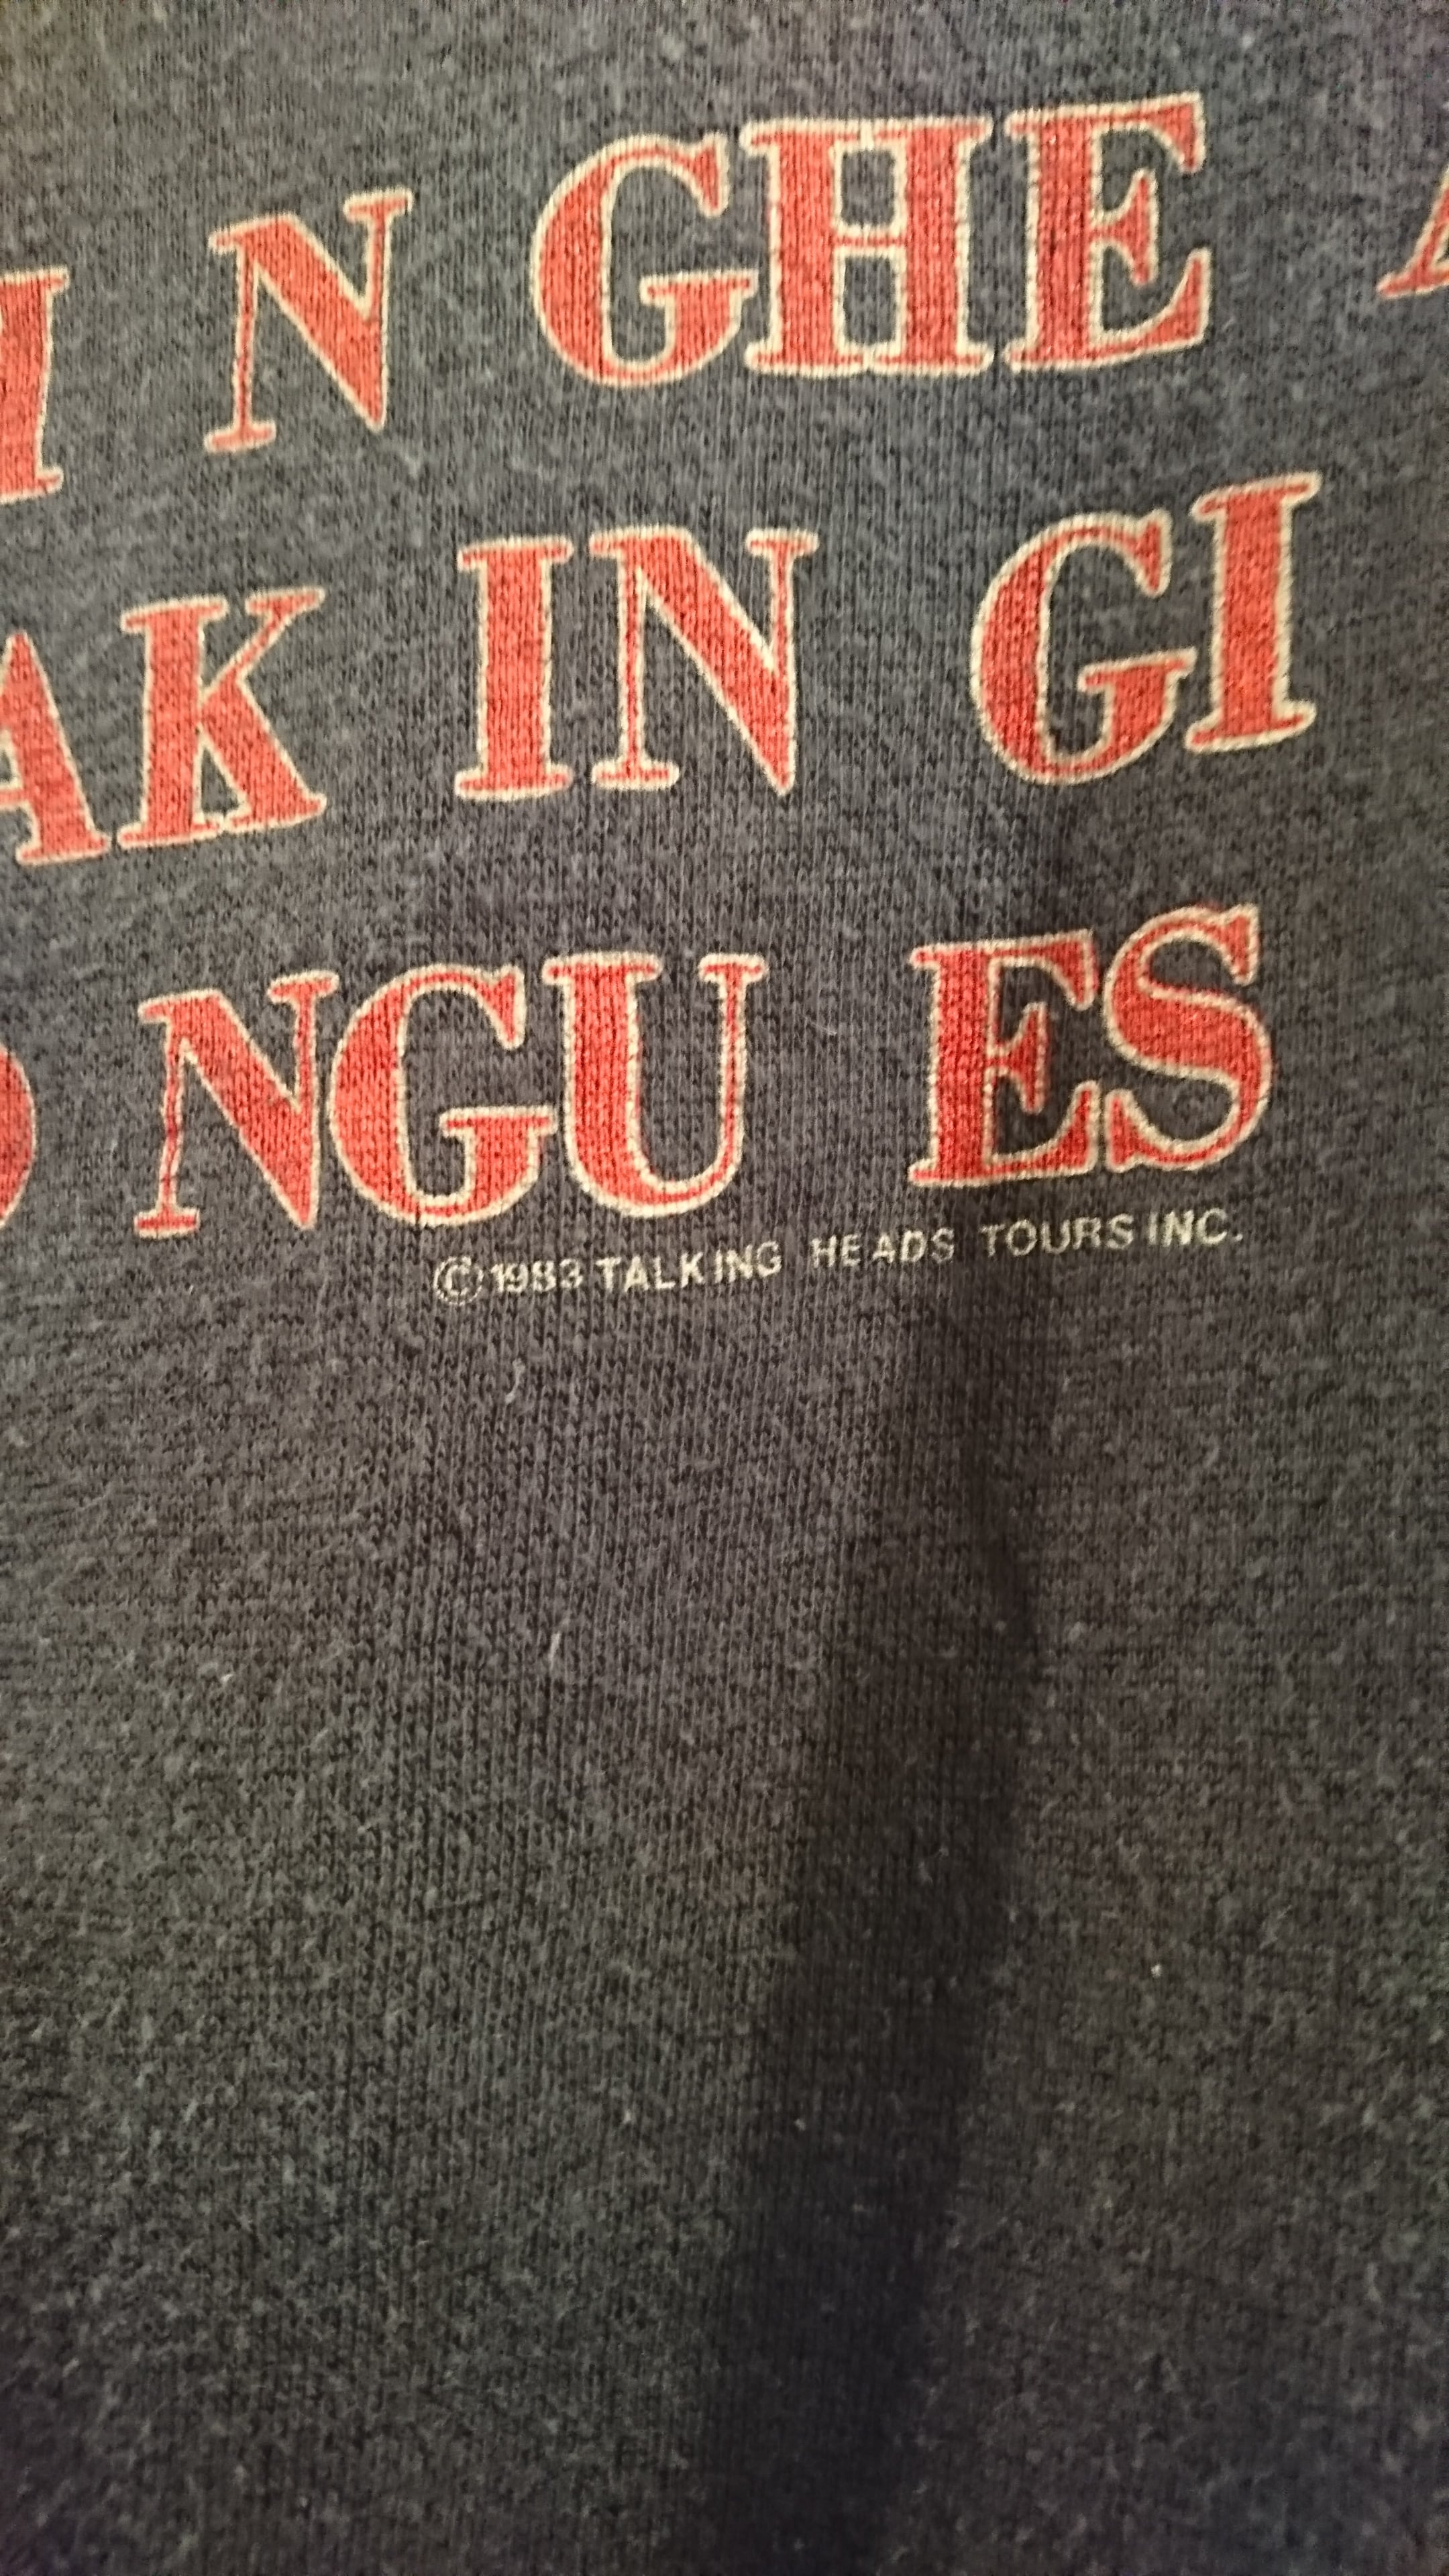 I N GHE A
AK IN GI
O NGU ES
©1983 TALKING HEADS TOURS INC.